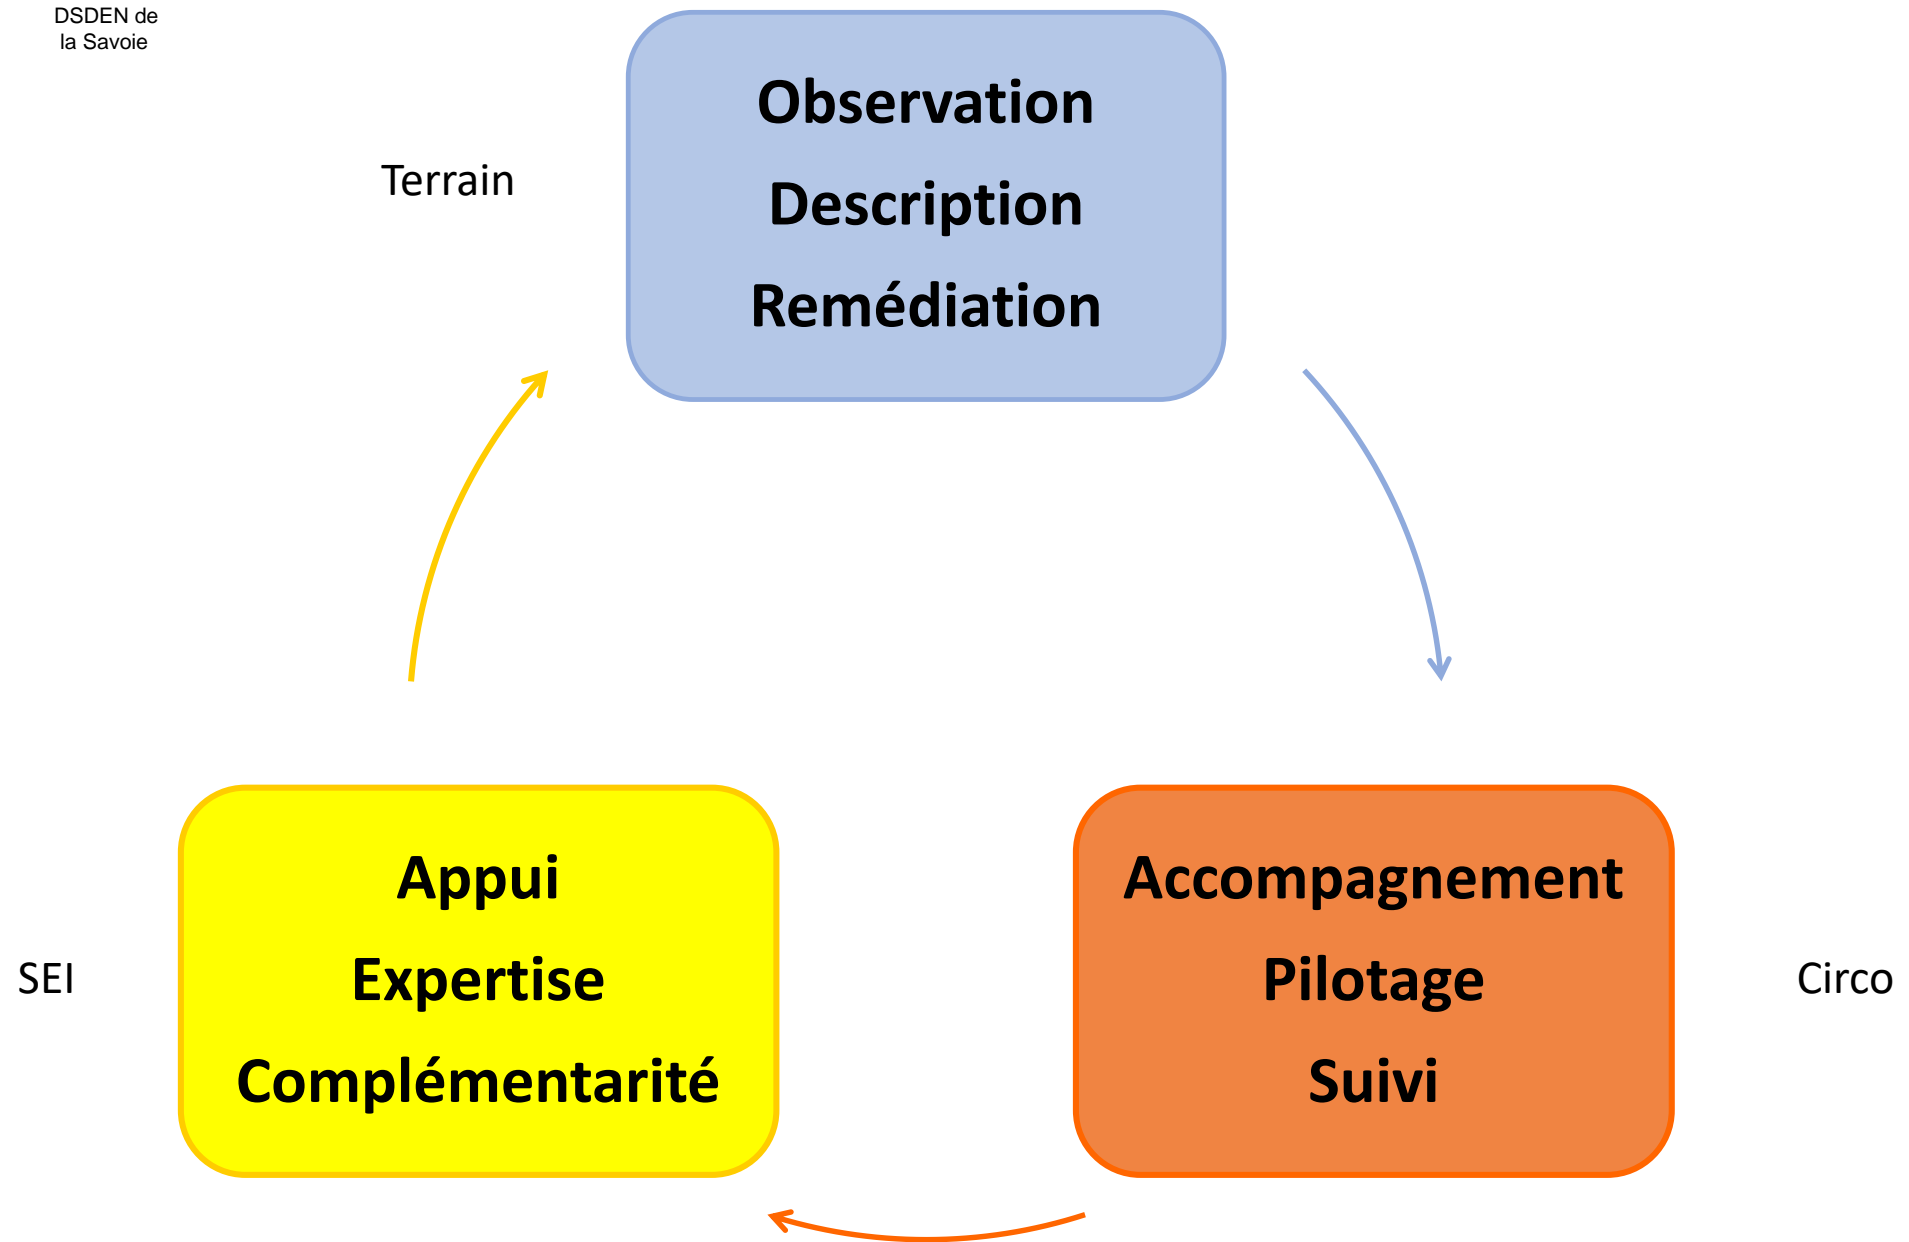 DSDEN de
la Savoie
Observation
Description
Remédiation
Terrain
Appui
Expertise
Complémentarité
SEI
Accompagnement
Pilotage
Suivi
Circo